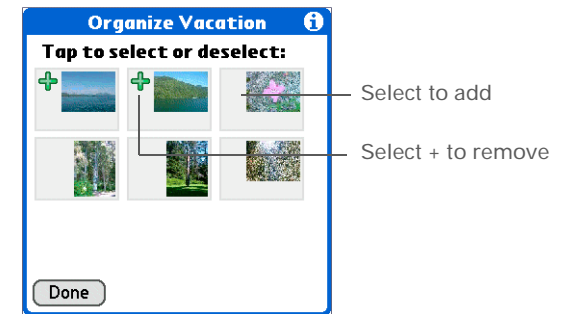 Organize Vacation
Tap to select or deselect:
Select to add
Select + to remove
Done